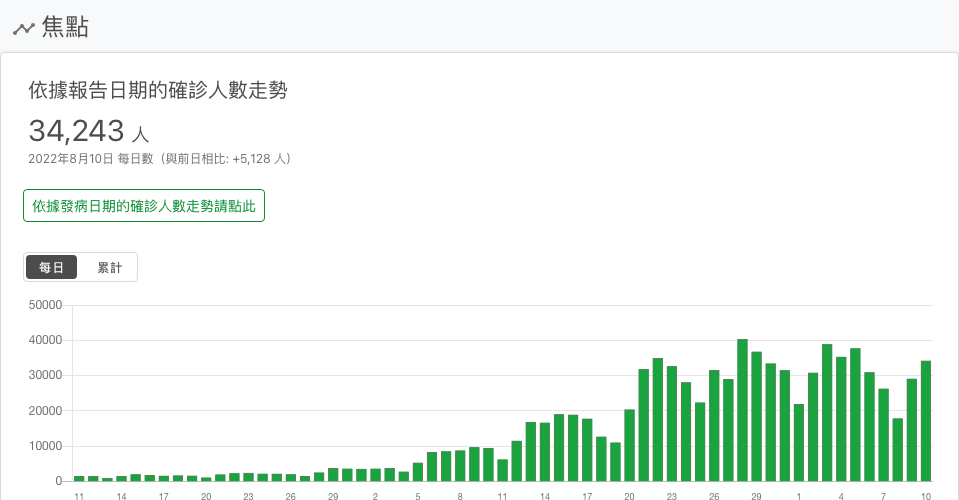 焦點
依據報告日期的確診人數走勢
34,243 人
2022年8月10日 每日數（與前日相比: +5,128 人）
依據發病日期的確診人數走勢請點此
每日 累計
50000
40000
30000
20000
10000
0
11 14 17 20 23 26 29 2 5 8 11 14 17 20 23 26 29 1 4 7 10